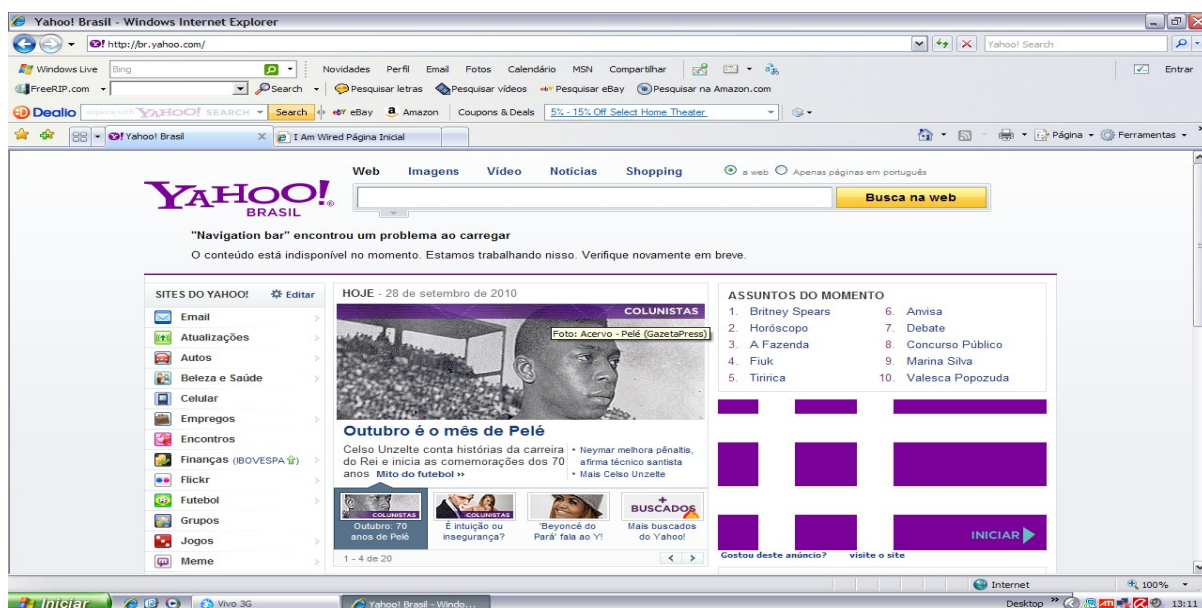 Yahoo! Brasil - Windows Internet Explorer
http://br.yahoo.com/
Yahoo! Search
Windows Live
Bing
Novidades Perfil Email Fotos Calendário MSN Compartilhar
Entrar
FreeRIP.com
Search
Pesquisar letras
Pesquisar vídeos
Pesquisar eBay
Pesquisar na Amazon.com
Dealio
YAHOO! SEARCH
Search
eBay
Amazon
Coupons & Deals
5% - 15% Off Select Home Theater
Yahoo! Brasil
I Am Wired Página Inicial
Página
Ferramentas
Web Imagens Vídeo Notícias Shopping
a web Apenas páginas em português
YAHOO!
BRASIL
Busca na web
"Navigation bar" encontrou um problema ao carregar
O conteúdo está indisponível no momento. Estamos trabalhando nisso. Verifique novamente em breve.
SITES DO YAHOO! Editar
Email
Atualizações
Autos
Beleza e Saúde
Celular
Empregos
Encontros
Finanças (IBOVESPA)
Flickr
Futebol
Grupos
Jogos
Meme
HOJE - 28 de setembro de 2010
COLUNISTAS
Foto: Acervo - Pelé (GazetaPress)
Outubro é o mês de Pelé
Celso Unzelte conta histórias da carreira
do Rei e inicia as comemorações dos 70
anos Mito do futebol »
• Neymar melhora pênaltis,
afirma técnico santista
• Mais Celso Unzelte
COLUNISTAS
Outubro: 70
anos de Pelé
COLUNISTAS
É intuição ou
insegurança?
'Beyoncé do
Pará' fala ao Y!
+
BUSCADOS
Mais buscados
do Yahoo!
1 - 4 de 20
ASSUNTOS DO MOMENTO
1. Britney Spears
2. Horóscopo
3. A Fazenda
4. Fiuk
5. Tiririca
6. Anvisa
7. Debate
8. Concurso Público
9. Marina Silva
10. Valesca Popozuda
INICIAR
Gostou deste anúncio? visite o site
Internet
100%
Iniciar
Vivo 3G
Yahoo! Brasil - Windo...
Desktop
13:11